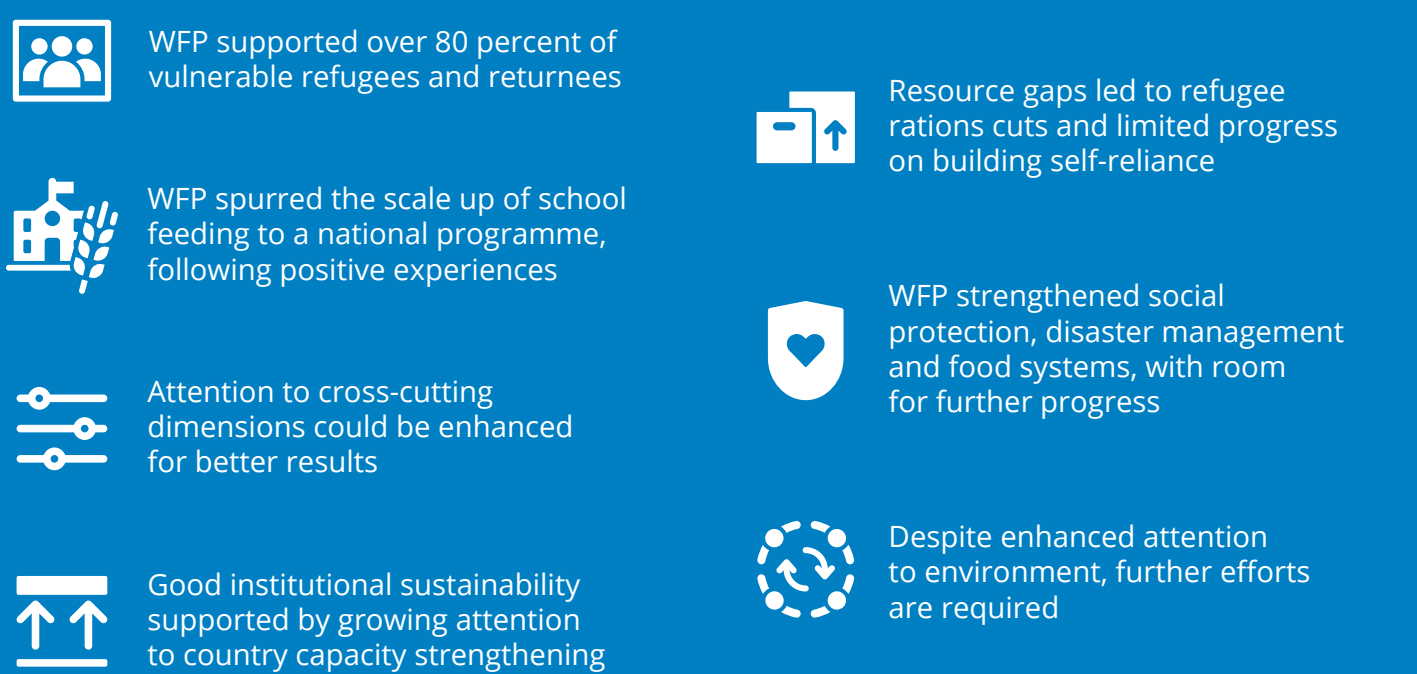 WFP supported over 80 percent of
vulnerable refugees and returnees
WFP spurred the scale up of school
feeding to a national programme,
following positive experiences
Attention to cross-cutting
dimensions could be enhanced
for better results
Good institutional sustainability
supported by growing attention
to country capacity strengthening
Resource gaps led to refugee
rations cuts and limited progress
on building self-reliance
WFP strengthened social
protection, disaster management
and food systems, with room
for further progress
Despite enhanced attention
to environment, further efforts
are required